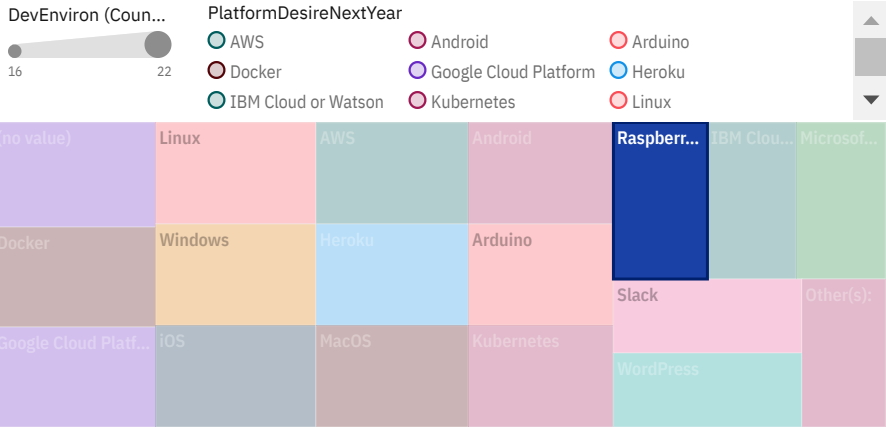 DevEnviron (Coun...
16 22
PlatformDesireNextYear
AWS Android Arduino
Docker Google Cloud Platform Heroku
IBM Cloud or Watson Kubernetes Linux
(no value) Linux AWS Android Raspberr... IBM Clou... Microsof...
Docker Windows Heroku Arduino
Slack Other(s):
Google Cloud Platf... iOS MacOS Kubernetes
WordPress